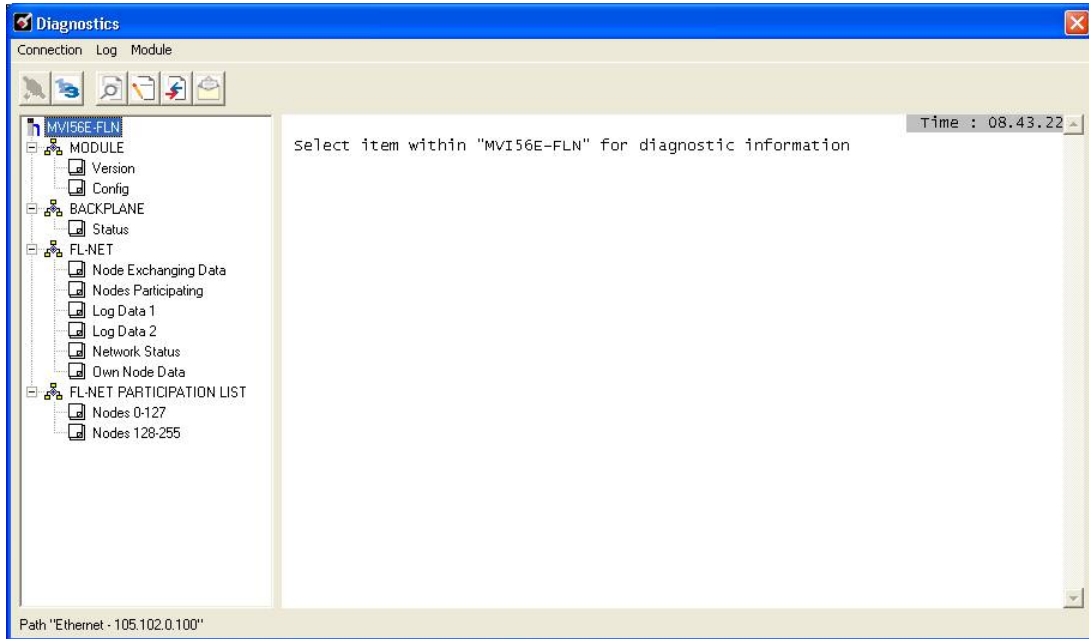 Diagnostics
Connection Log Module
MVI56E-FLN
MODULE
Version
Config
BACKPLANE
Status
FL-NET
Node Exchanging Data
Nodes Participating
Log Data 1
Log Data 2
Network Status
Own Node Data
FL-NET PARTICIPATION LIST
Nodes 0-127
Nodes 128-255
Time : 08.43.22
Select item within "MVI56E-FLN" for diagnostic information
Path "Ethernet - 105.102.0.100"